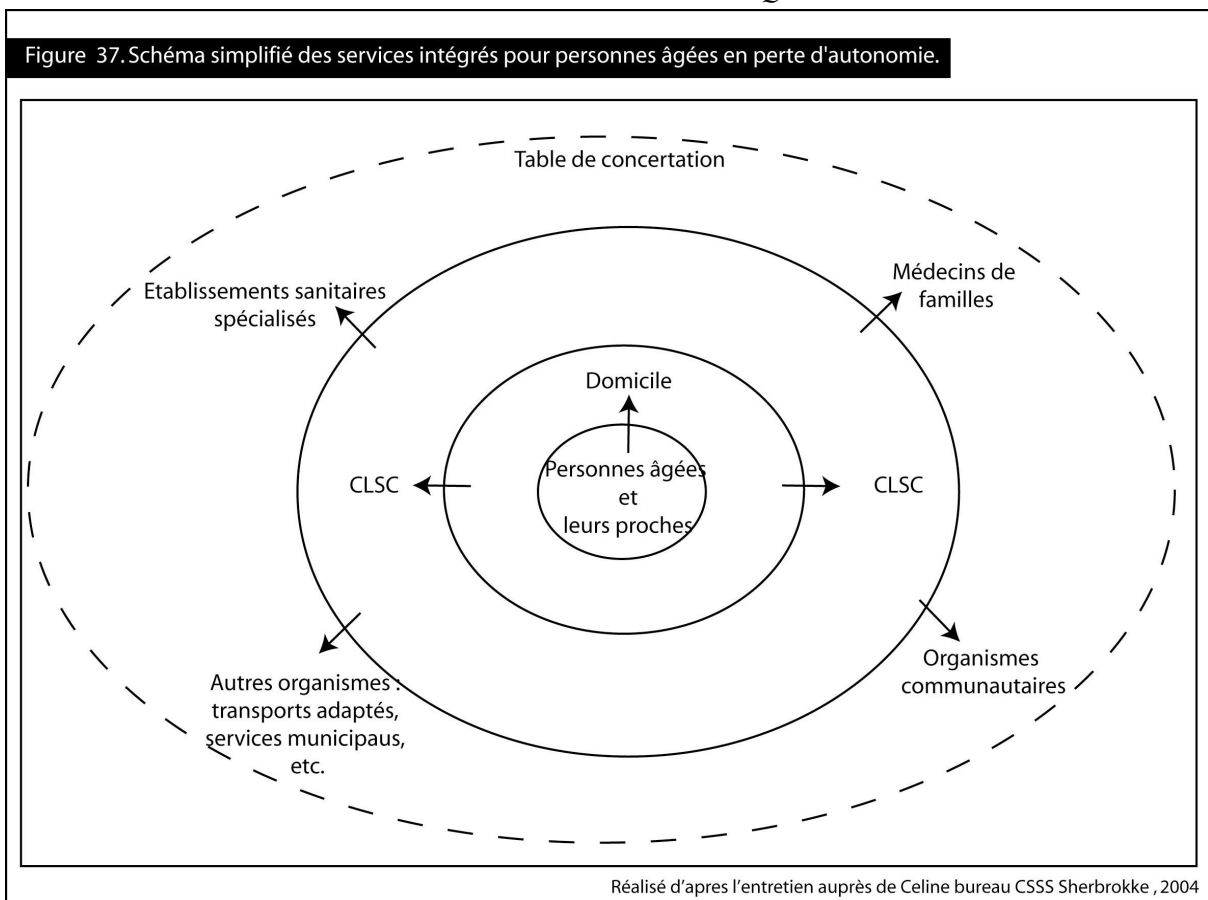 Figure 37. Schéma simplifié des services intégrés pour personnes âgées en perte d'autonomie.
Table de concertation
Etablissements sanitaires
spécialisés
Médecins de
familles
Domicile
CLSC
Personnes âgées
et
leurs proches
CLSC
Autres organismes :
transports adaptés,
services municipaus,
etc.
Organismes
communautaires
Réalisé d'apres l'entretien auprès de Celine bureau CSSS Sherbrokke , 2004